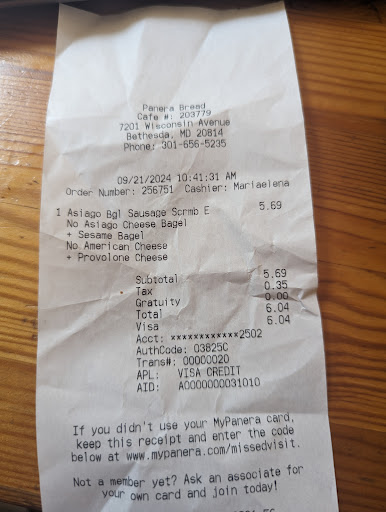 Panera Bread
Cafe #: 203779
7201 Wisconsin Avenue
Bethesda, MD 20814
Phone: 301-656-5235
09/21/2024 10:41:31 AM
Order Number: 256751 Cashier: Mariaelena
1 Asiago Bgl Sausage Scrmb E 5.69
No Asiago Cheese Bagel
+ Sesame Bagel
No American Cheese
+ Provolone Cheese
Subtotal 5.69
Tax 0.35
Gratuity 0.00
Total 6.04
Visa 6.04
Acct: ************2502
AuthCode: 03825C
Trans#: 00000020
APL: VISA CREDIT
AID: A0000000031010
If you didn't use your MyPanera card,
keep this receipt and enter the code
below at www.mypanera.com/missedvisit.
Not a member yet? Ask an associate for
your own card and join today!